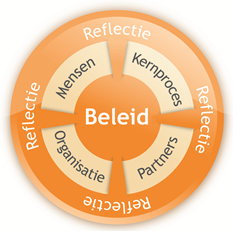 Reflectie
Mensen
Kernproces
Reflectie
Reflectie
Beleid
Organisatie
Partners
Reflectie